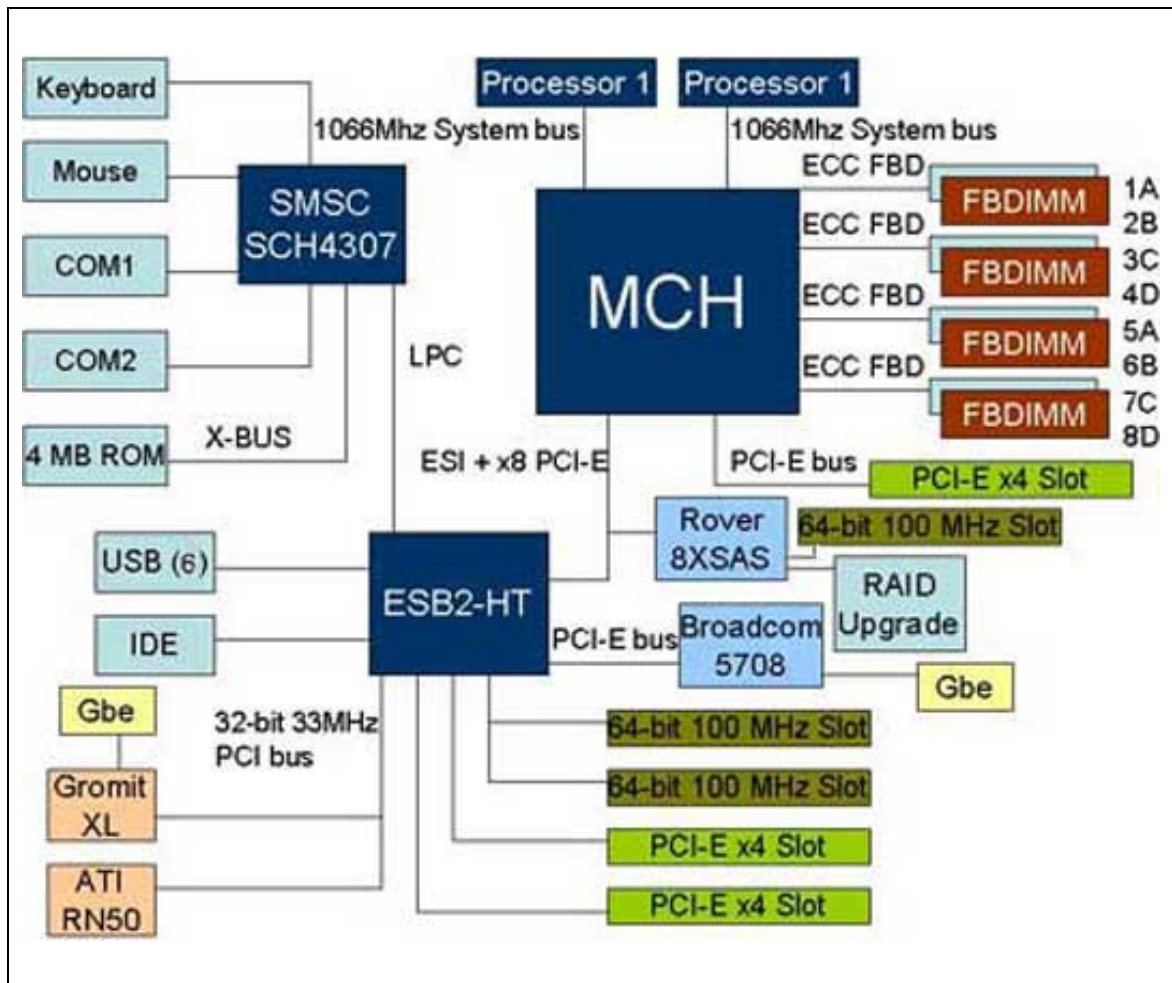 Keyboard
Processor 1
Processor 1
1066Mhz System bus
1066Mhz System bus
Mouse
SMSC
SCH4307
ECC FBD
FBDIMM
1A
2B
COM1
MCH
ECC FBD
FBDIMM
3C
4D
COM2
LPC
ECC FBD
FBDIMM
5A
6B
ECC FBD
FBDIMM
7C
8D
4 MB ROM
X-BUS
ESI + x8 PCI-E
PCI-E bus
PCI-E x4 Slot
Rover
8XSAS
64-bit 100 MHz Slot
USB (6)
ESB2-HT
RAID
Upgrade
IDE
PCI-E bus
Broadcom
5708
Gbe
Gbe
32-bit 33MHz
PCI bus
64-bit 100 MHz Slot
Gromit
XL
64-bit 100 MHz Slot
PCI-E x4 Slot
ATI
RN50
PCI-E x4 Slot